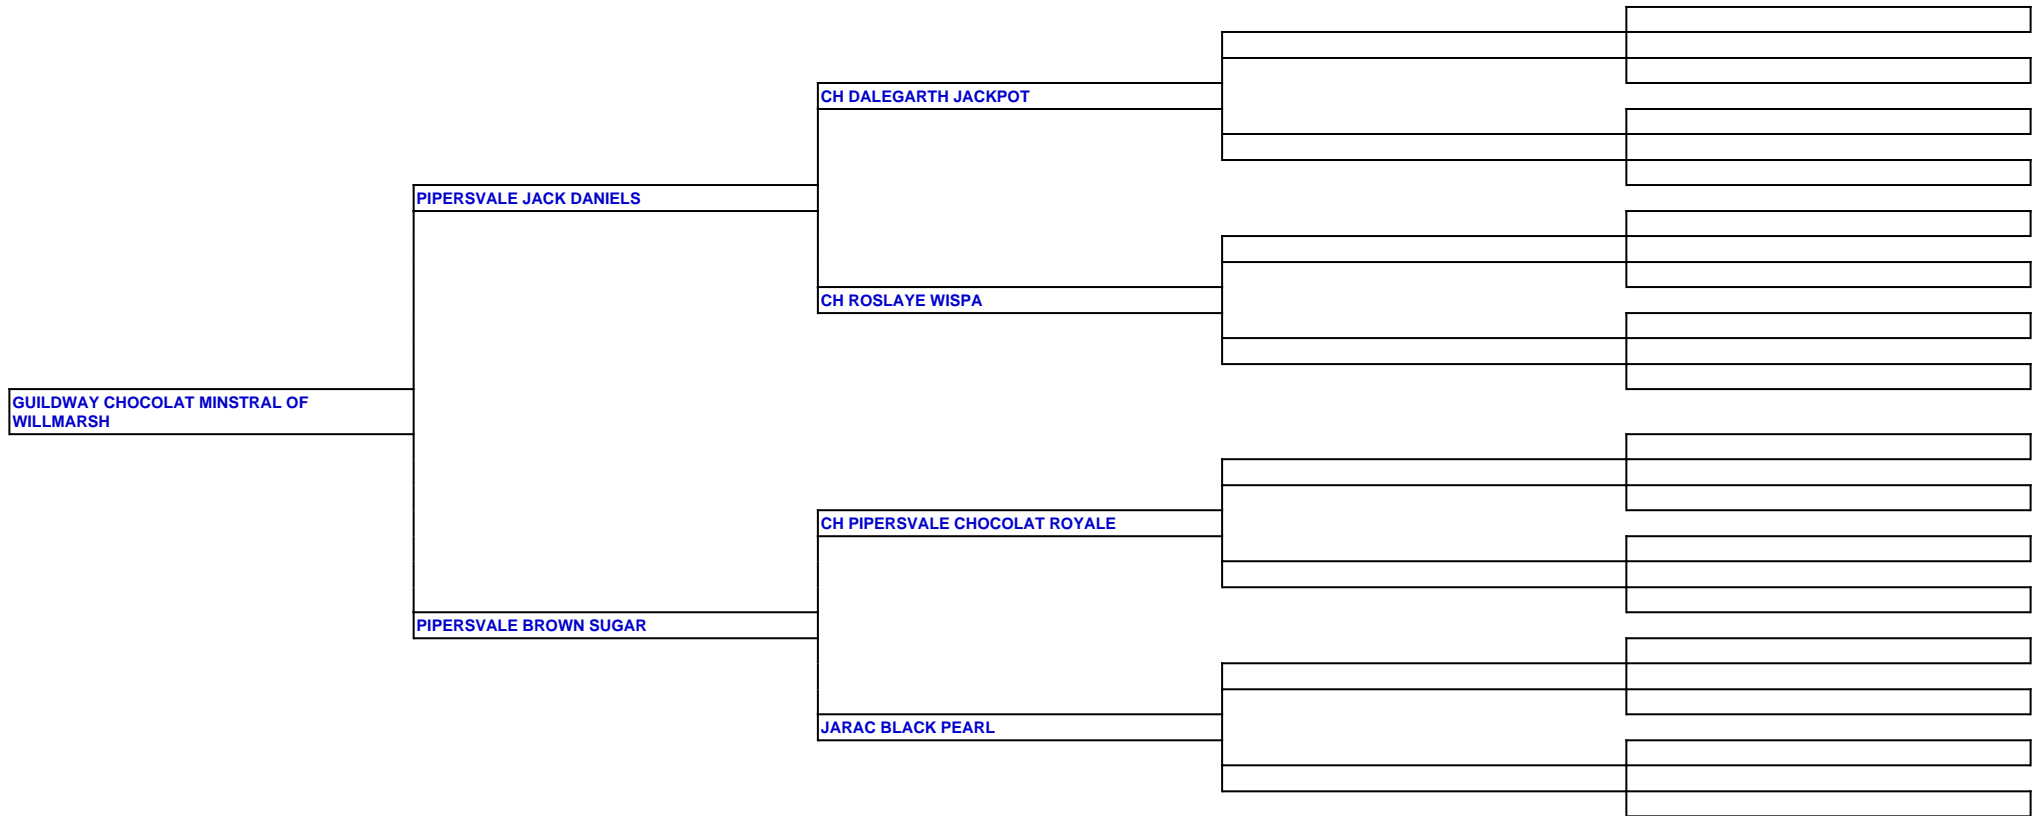 CH DALEGARTH JACKPOT
PIPERSVALE JACK DANIELS
CH ROSLAYE WISPA
GUILDWAY CHOCOLAT MINSTRAL OF
WILLMARSH
CH PIPERSVALE CHOCOLAT ROYALE
PIPERSVALE BROWN SUGAR
JARAC BLACK PEARL